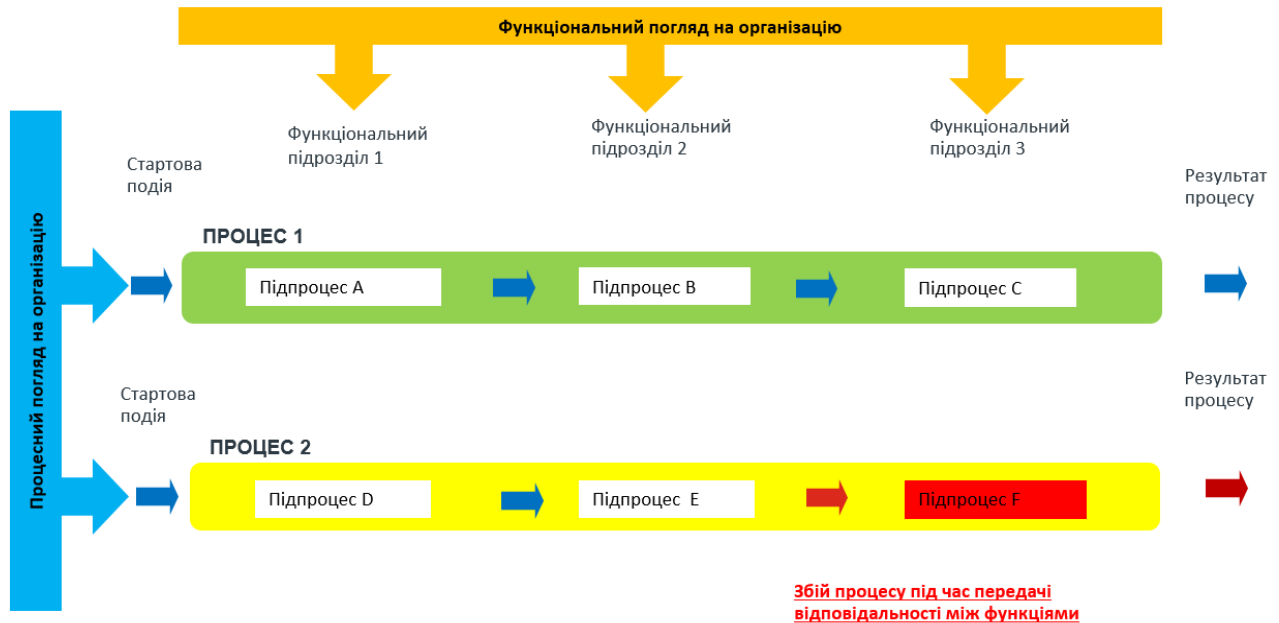 Функціональний погляд на організацію
Функціональний
підрозділ 1
Функціональний
підрозділ 2
Функціональний
підрозділ 3
Процесний погляд на організацію
Стартова
подія
Результат
процесу
ПРОЦЕС 1
Підпроцес A
Підпроцес B
Підпроцес C
Стартова
подія
Результат
процесу
ПРОЦЕС 2
Підпроцес D
Підпроцес E
Підпроцес F
Збій процесу під час передачі
відповідальності між функціями